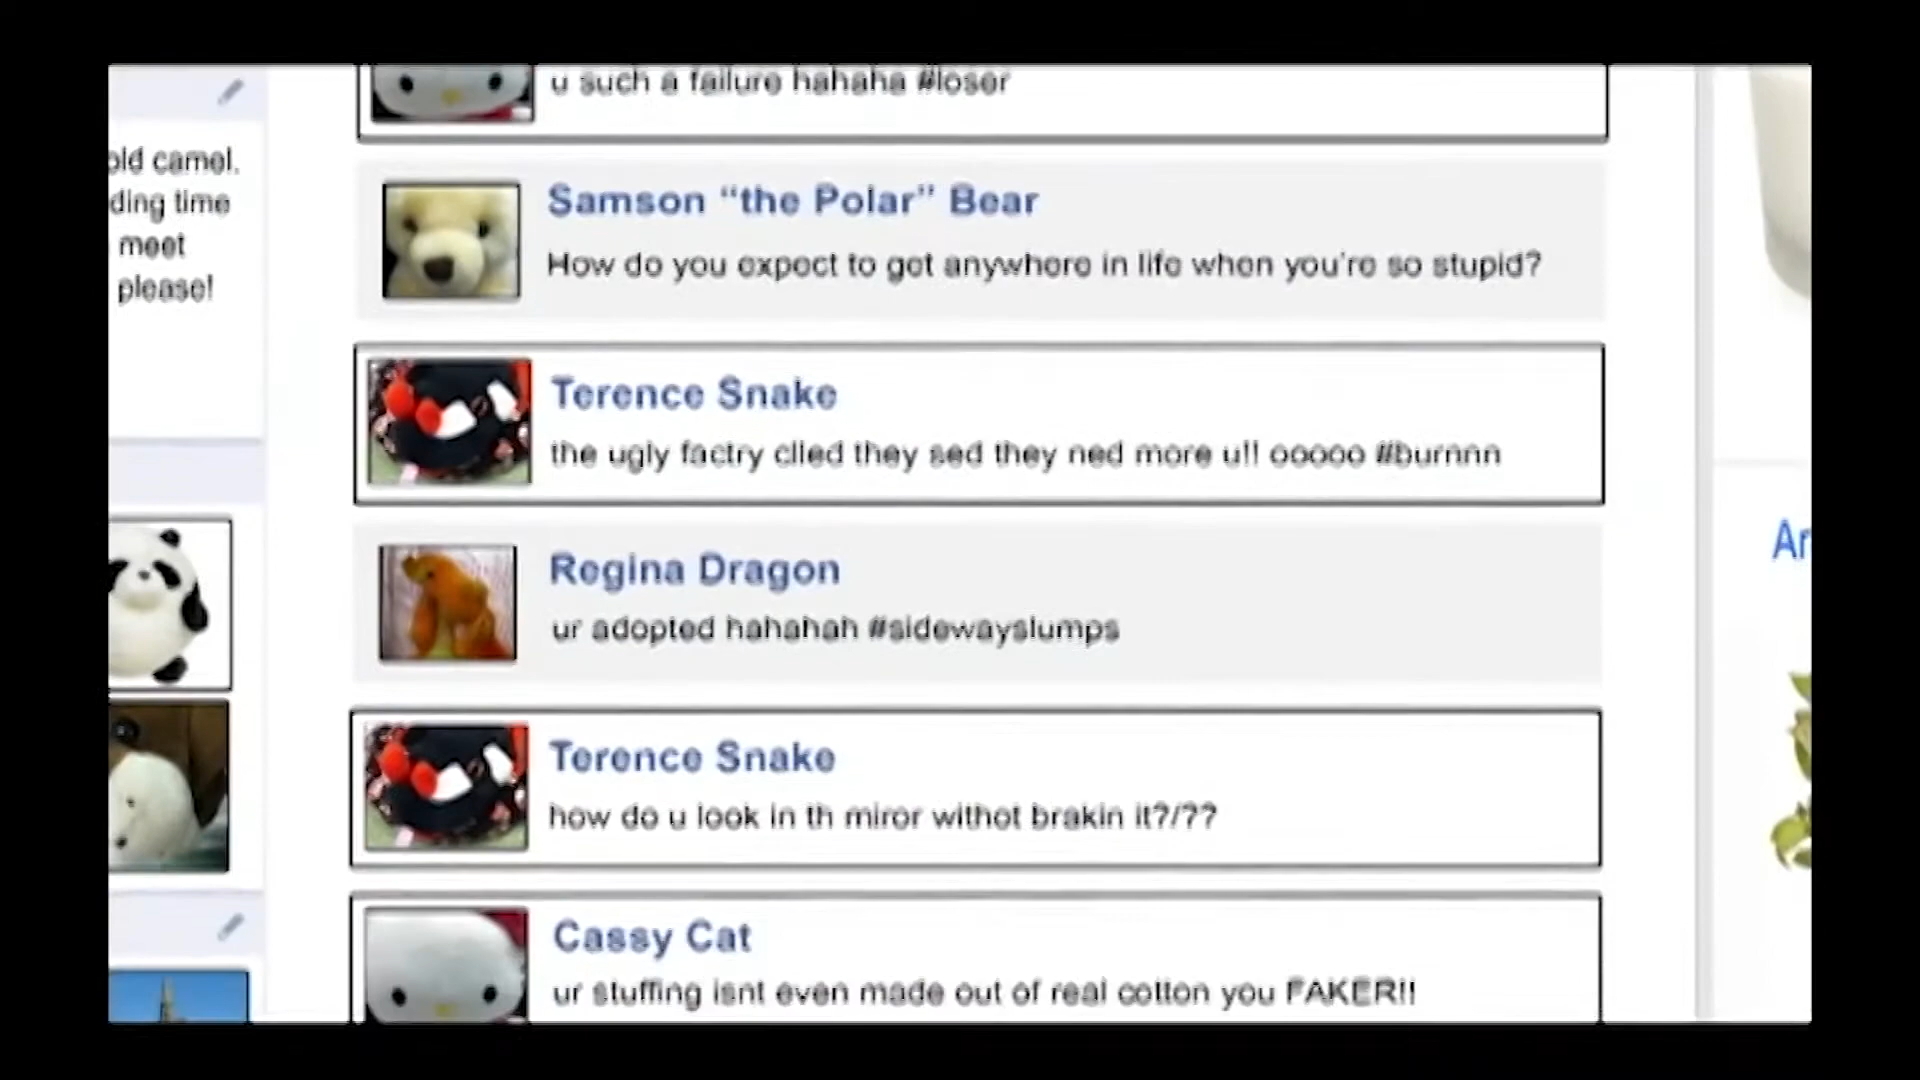 old camel.
ding time
meet
please!
u such a failure hahaha #loser
Samson “the Polar” Bear
How do you expect to get anywhere in life when you're so stupid?
Terence Snake
the ugly factry clled they sed they ned more u!! ooooo #burnnn
Regina Dragon
ur adopted hahahah #sidewayslumps
Terence Snake
how do u look in th miror withot brakin it?/??
Cassy Cat
ur stuffing isnt even made out of real cotton you FAKER!!
Ar